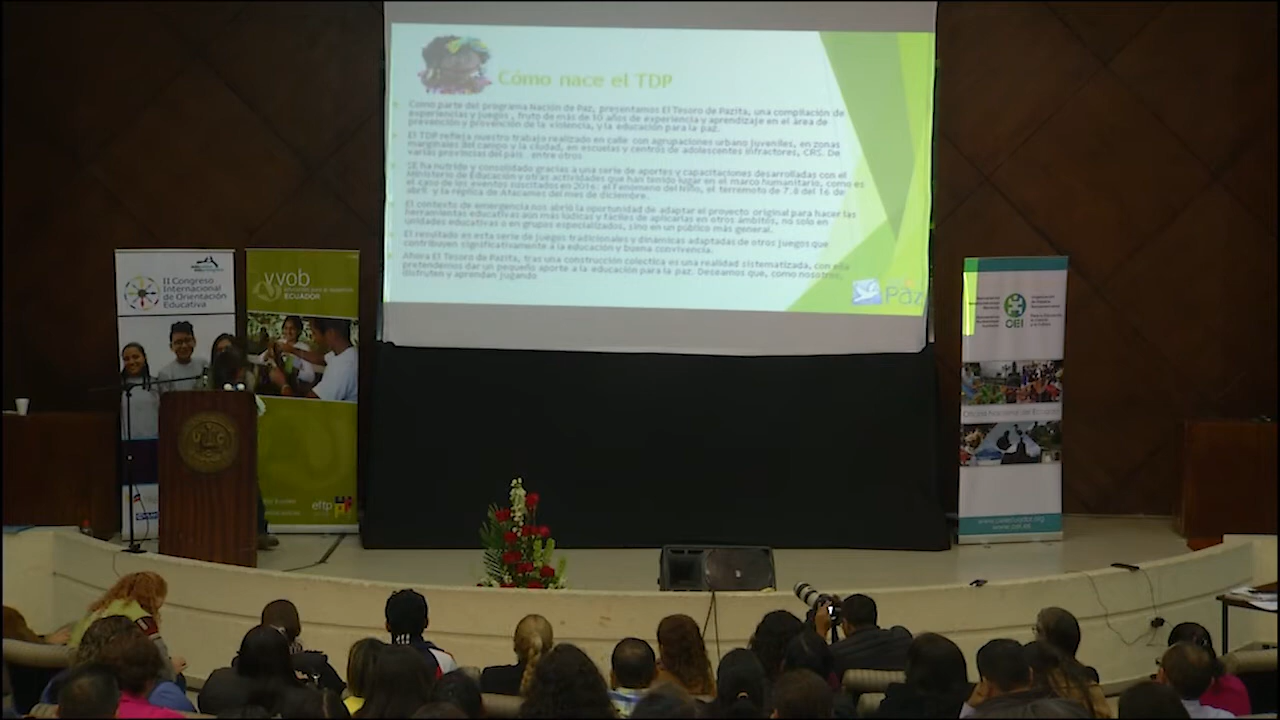 Cómo nace el TDP
Como parte del programa Nación de Paz, presentamos El Tesoro de Pazita, una compilación de
experiencias y juegos , fruto de más de 10 años de experiencia y aprendizaje en el área de
prevención y provención de la violencia, y la educación para la paz.
El TDP refleja nuestro trabajo realizado en calle con agrupaciones urbano juveniles, en zonas
marginales del campo y la ciudad, en escuelas y centros de adolescentes infractores, CRS. De
varias provincias del país entre otros
SE ha nutrido y consolidado gracias a una serie de aportes y capacitaciones desarrolladas con el
Ministerio de Educación y otras actividades que han tenido lugar en el marco humanitario, como es
el caso de los eventos suscitados en 2016: el Fenómeno del Niño, el terremoto de 7.8 del 16 de
abril y la réplica de Atacames del mes de diciembre.
El contexto de emergencia nos abrió la oportunidad de adaptar el proyecto original para hacer las
herramientas educativas aún más lúdicas y fáciles de aplicarlas en otros ámbitos, no solo en
unidades educativas o en grupos especializados, sino en un público más general.
El resultado en esta serie de juegos tradicionales y dinámicas adaptadas de otros juegos que
contribuyen significativamente a la educación y buena convivencia.
Ahora El Tesoro de Pazita, tras una construcción colectica es una realidad sistematizada, con
pretendemos dar un pequeño aporte a la educación para la paz. Deseamos que, como nosotros,
disfruten y aprendan jugando
Paz
II Congreso
Internacional
de Orientación
Educativa
vvob
ECUADOR
eftp
OEI
Oficina Nacional de Ecuador
www.oei.es